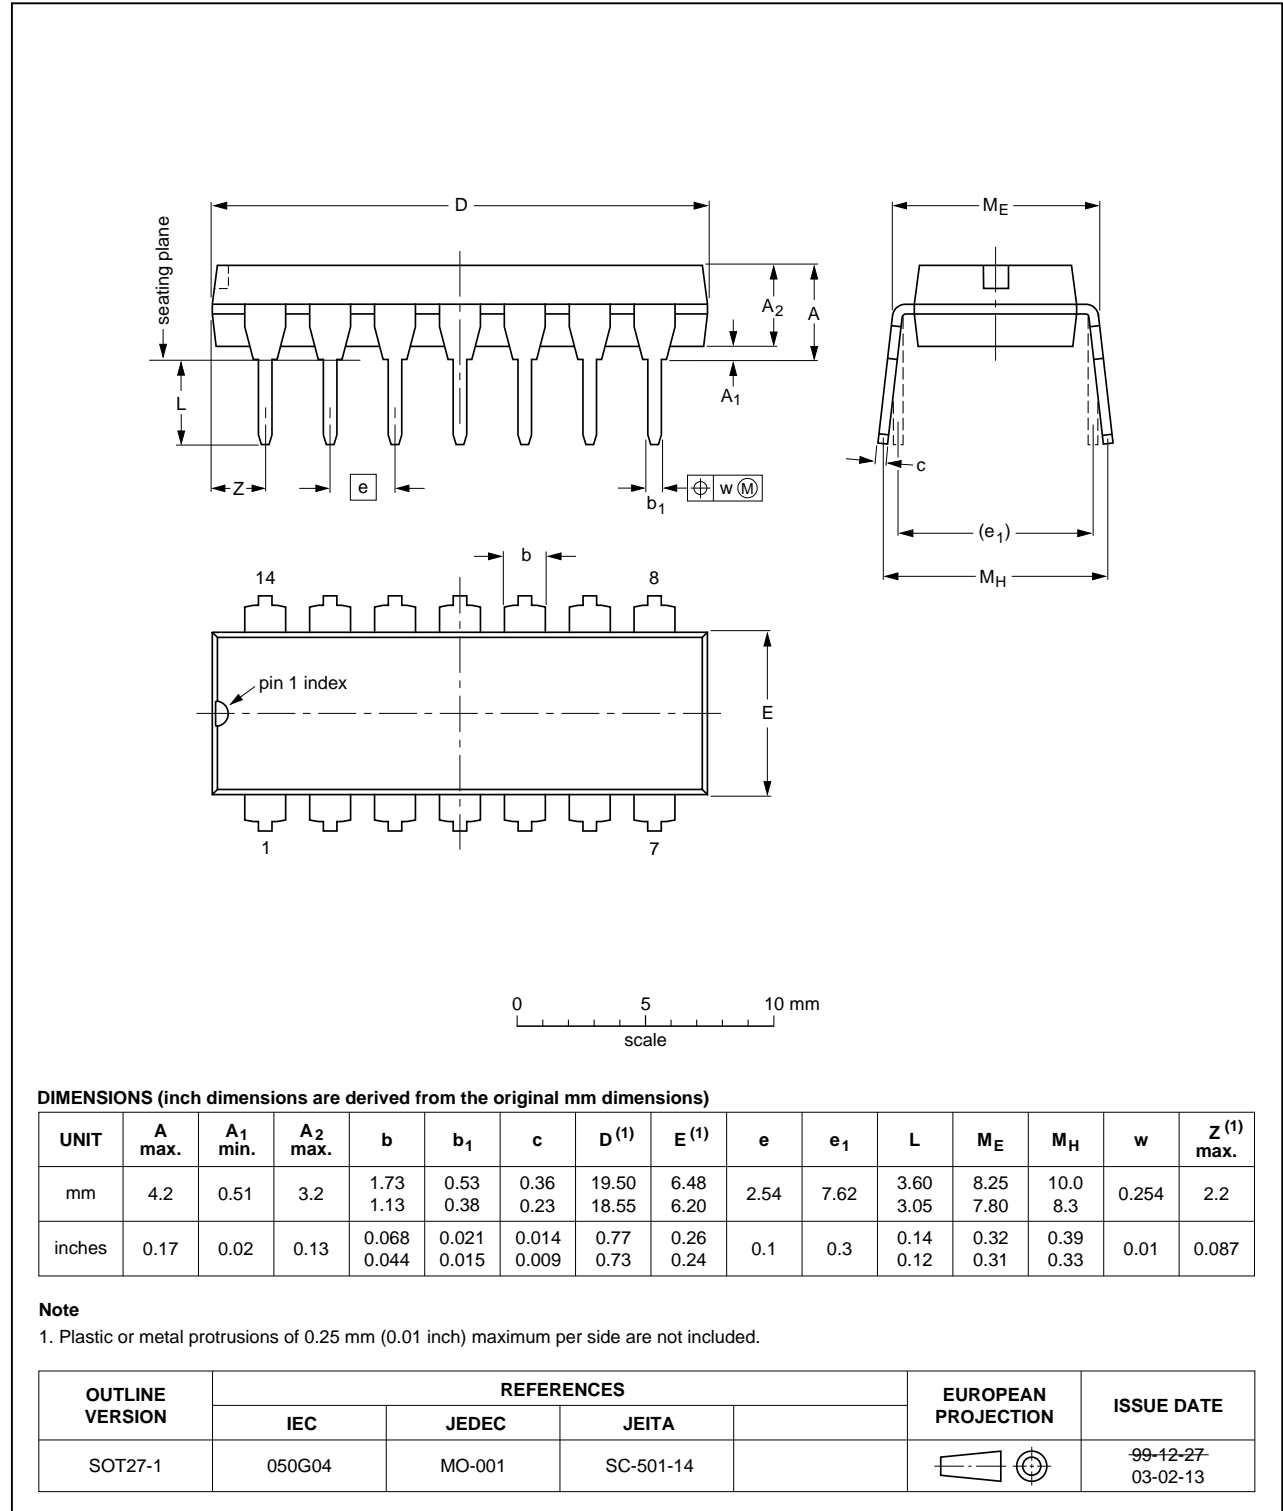 D
M_E
seating plane
A_2
A
A_1
L
Z
e
b_1
w M
c
(e_1)
M_H
b
14
8
pin 1 index
E
1
7
0
5
10 mm
scale
DIMENSIONS (inch dimensions are derived from the original mm dimensions)
UNIT A max. A1 min. A2 max. b b1 c D(1) E(1) e e1 L ME MH w Z(1) max.
mm 4.2 0.51 3.2 1.73 1.13 0.53 0.38 0.36 0.23 19.50 18.55 6.48 6.20 2.54 7.62 3.60 3.05 8.25 7.80 10.0 8.3 0.254 2.2
inches 0.17 0.02 0.13 0.068 0.044 0.021 0.015 0.014 0.009 0.77 0.73 0.26 0.24 0.1 0.3 0.14 0.12 0.32 0.31 0.39 0.33 0.01 0.087
Note
1. Plastic or metal protrusions of 0.25 mm (0.01 inch) maximum per side are not included.
OUTLINE VERSION REFERENCES EUROPEAN PROJECTION ISSUE DATE
IEC JEDEC JEITA
SOT27-1 050G04 MO-001 SC-501-14 99-12-27
03-02-13